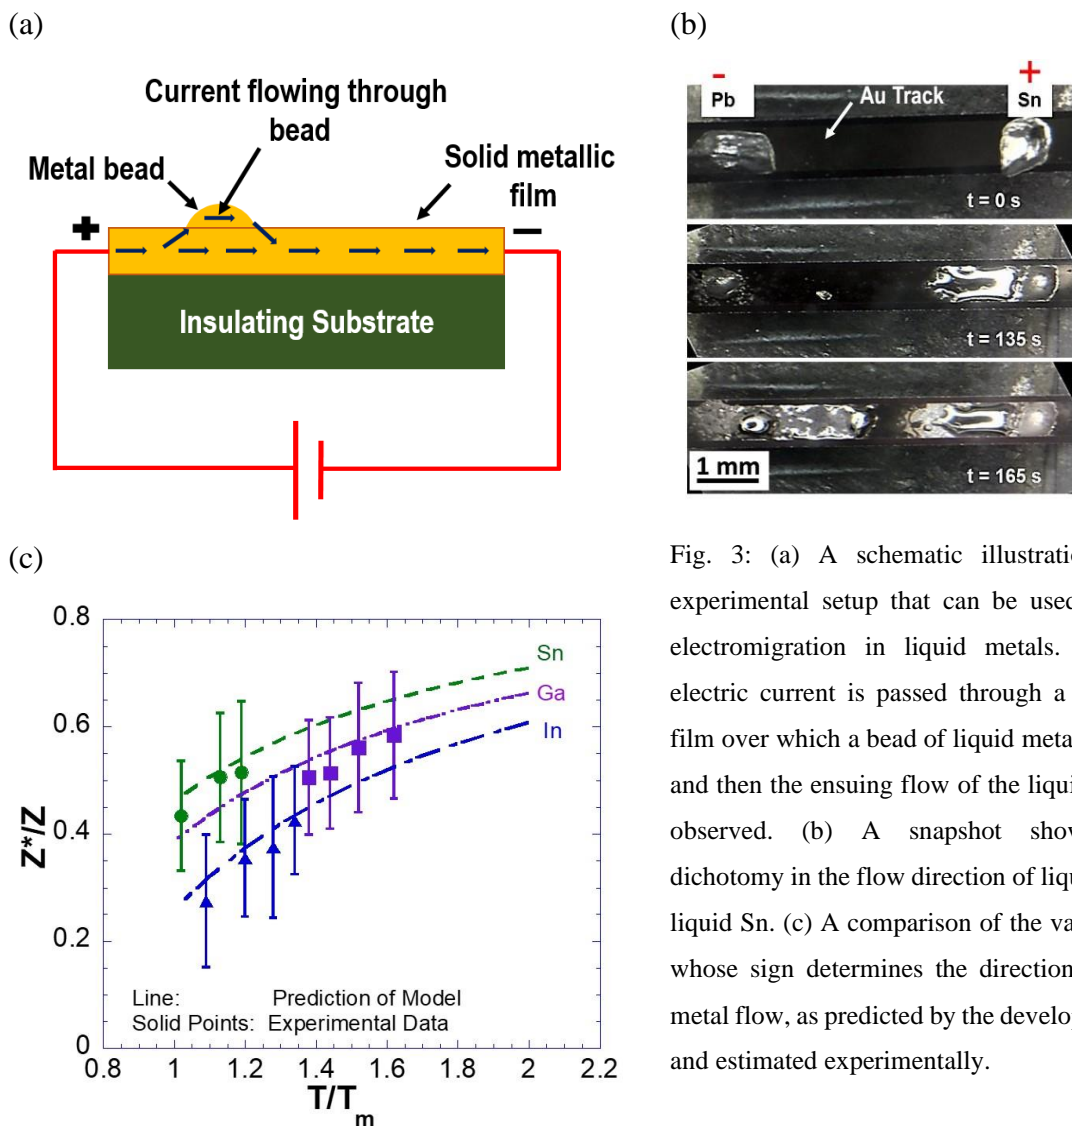 (a)
Current flowing through
bead
Metal bead
Solid metallic
film
+
−
Insulating Substrate
(b)
- +
Pb Sn
Au Track
t = 0 s
t = 135 s
1 mm
t = 165 s
(c)
0.8
0.6
0.4
0.2
0
Z*/Z
Sn
Ga
In
Line: Prediction of Model
Solid Points: Experimental Data
0.8 1 1.2 1.4 1.6 1.8 2 2.2
T/Tm
Fig. 3: (a) A schematic illustratio
experimental setup that can be used
electromigration in liquid metals.
electric current is passed through a
film over which a bead of liquid meta
and then the ensuing flow of the liqui
observed. (b) A snapshot show
dichotomy in the flow direction of liqu
liquid Sn. (c) A comparison of the va
whose sign determines the direction
metal flow, as predicted by the develop
and estimated experimentally.